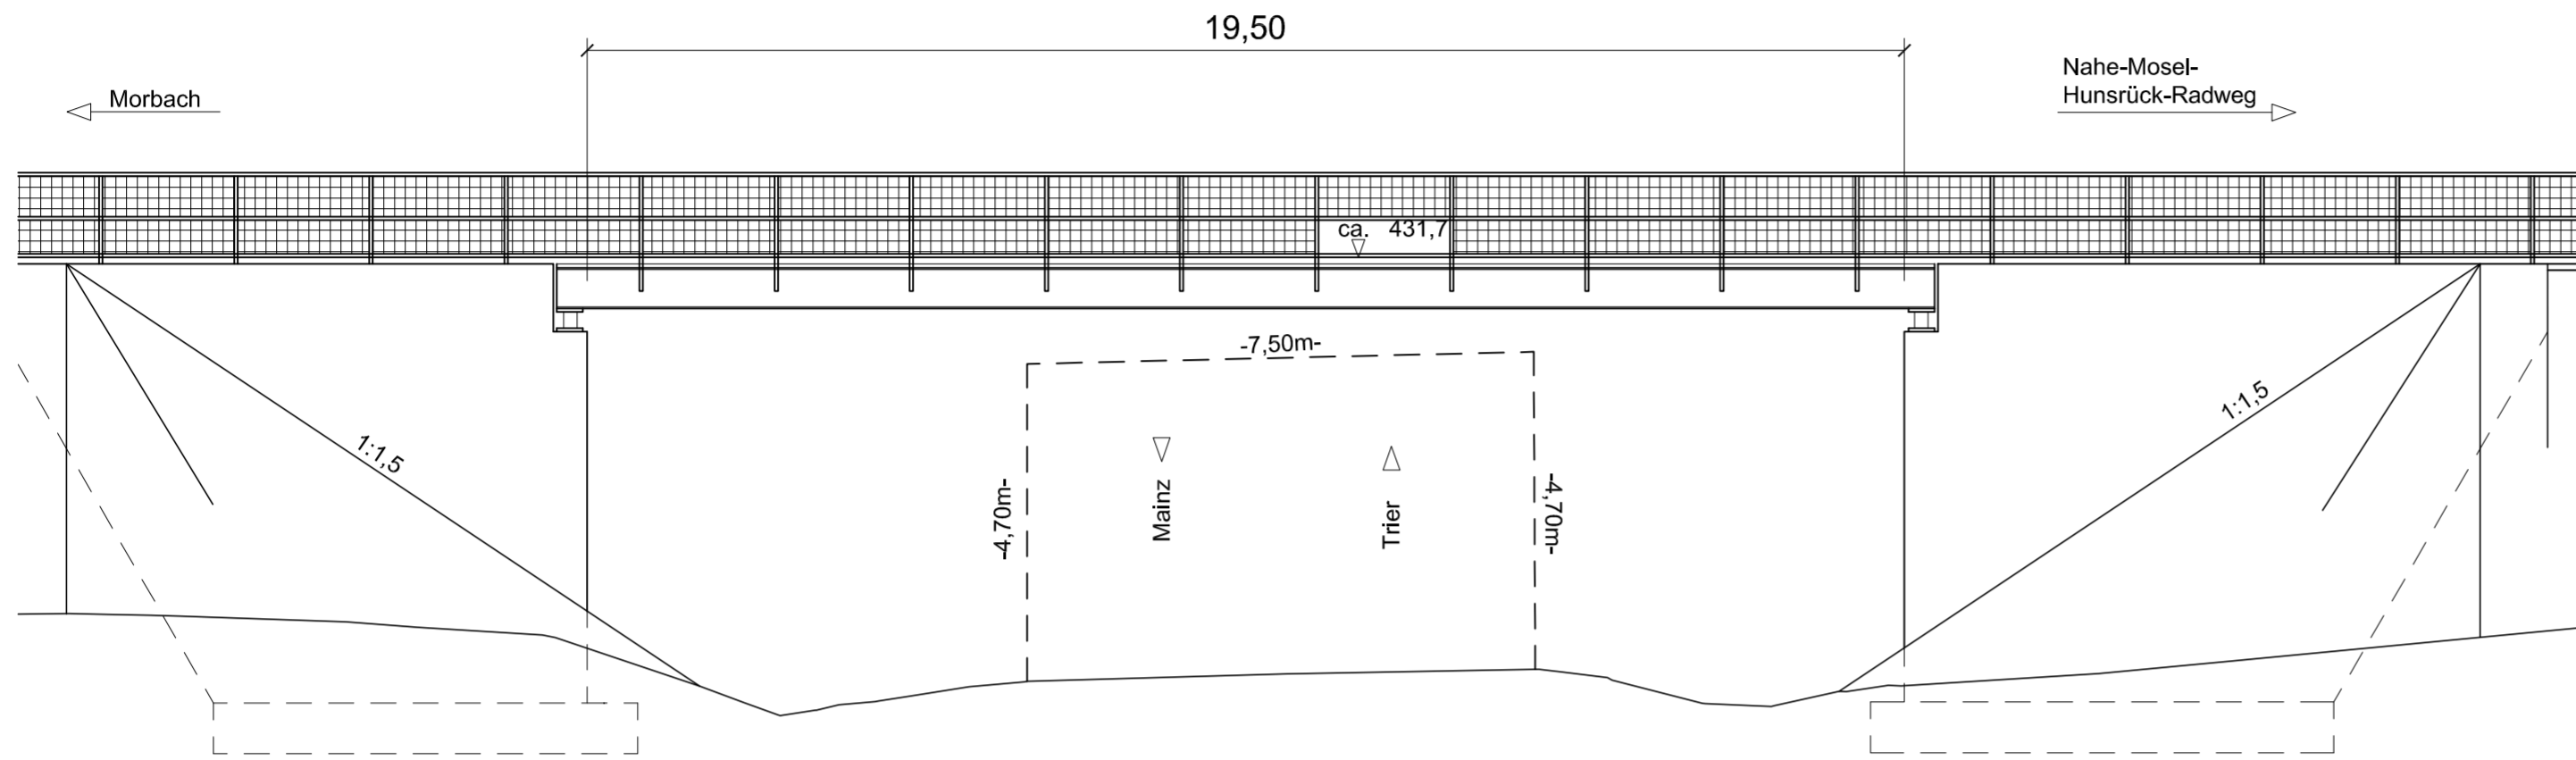 19,50
Morbach
Nahe-Mosel-
Hunsrück-Radweg
ca. 431,7
-7,50m-
1:1,5
1:1,5
-4,70m-
Mainz
Trier
-4,70m-